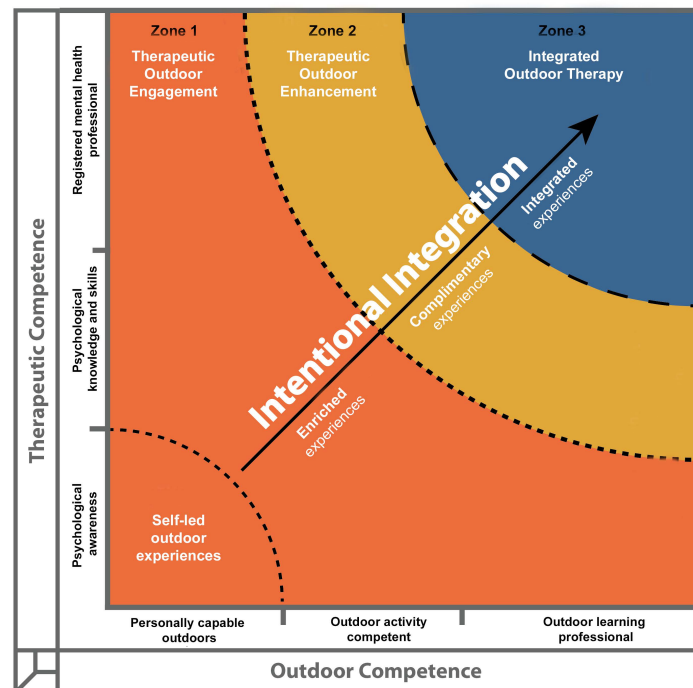 Zone 1
Therapeutic
Outdoor
Engagement
Zone 2
Therapeutic
Outdoor
Enhancement
Zone 3
Integrated
Outdoor Therapy
Therapeutic Competence
Registered mental health
professional
Psychological
knowledge and skills
Psychological
awareness
Intentional Integration
Integrated
experiences
Complimentary
experiences
Enriched
experiences
Self-led
outdoor
experiences
Personally capable
outdoors
Outdoor activity
competent
Outdoor learning
professional
Outdoor Competence